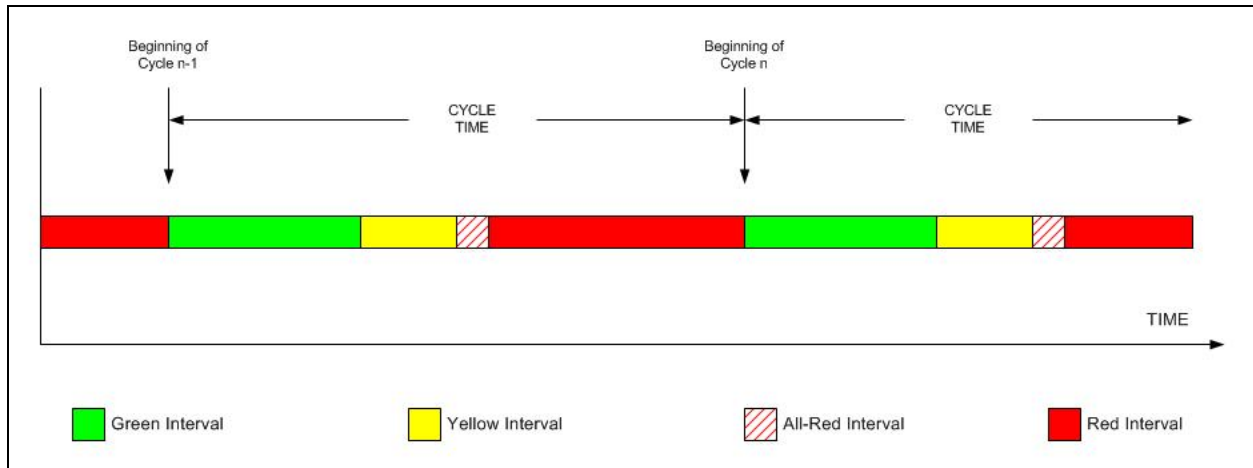 Beginning of
Cycle n-1
Beginning of
Cycle n
CYCLE
TIME
CYCLE
TIME
TIME
Green Interval
Yellow Interval
All-Red Interval
Red Interval